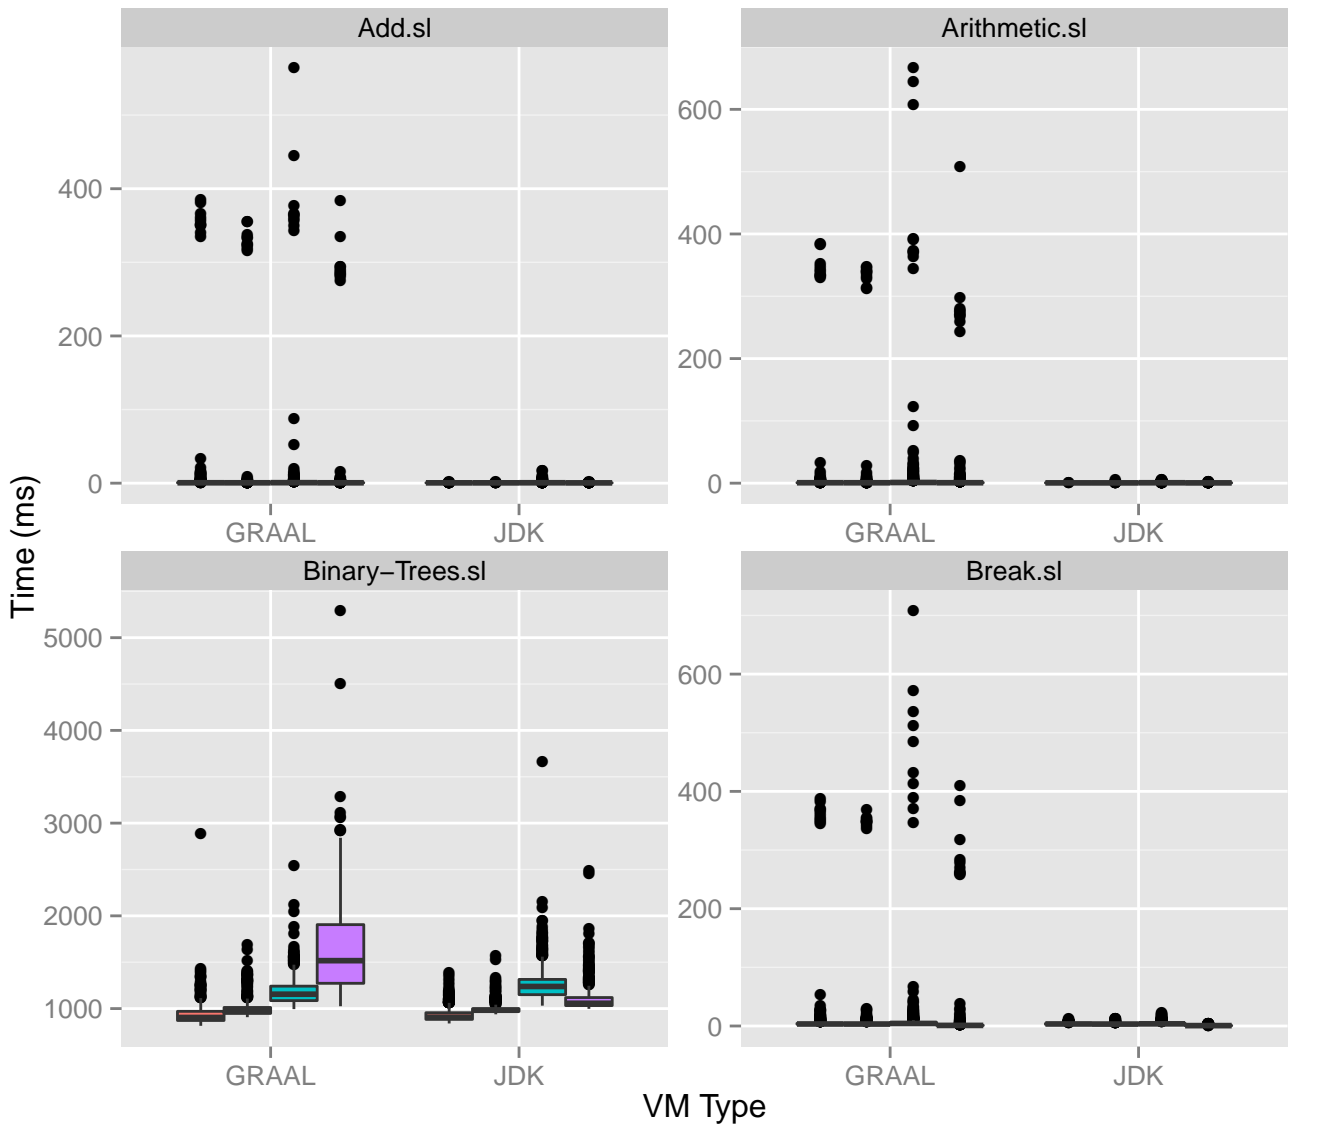 Add.sl
Arithmetic.sl
400
200
0
600
400
200
0
GRAAL
JDK
GRAAL
JDK
Time (ms)
Binary−Trees.sl
Break.sl
5000
4000
3000
2000
1000
600
400
200
0
GRAAL
JDK
GRAAL
JDK
VM Type